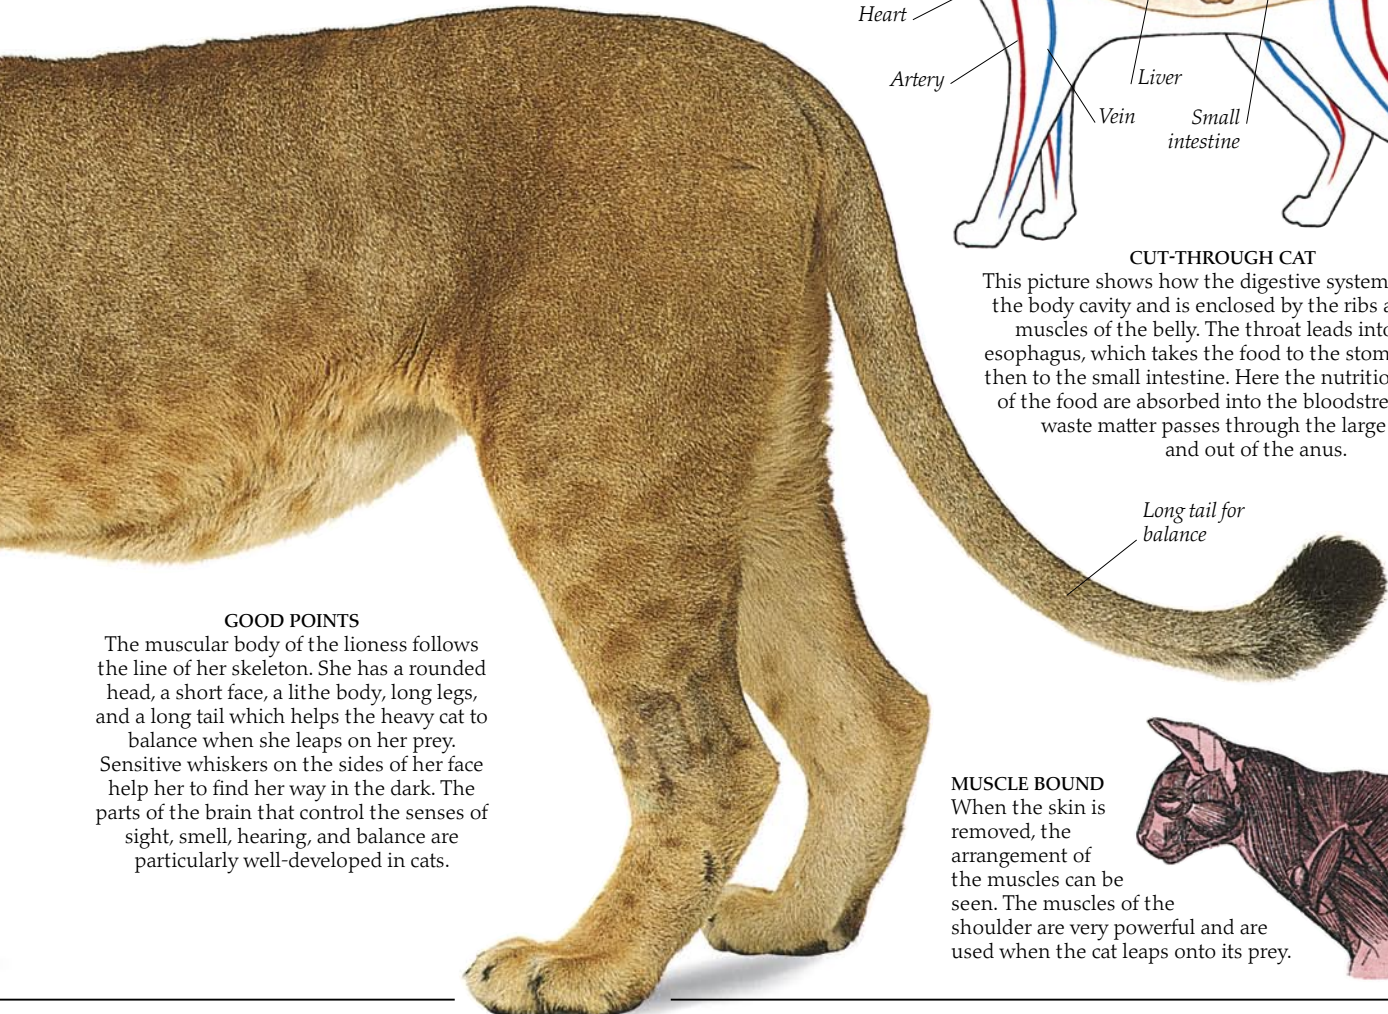 Heart
Artery
Liver
Vein
Small
intestine
CUT-THROUGH CAT
This picture shows how the digestive system
the body cavity and is enclosed by the ribs
muscles of the belly. The throat leads into
esophagus, which takes the food to the
then to the small intestine. Here the
of the food are absorbed into the
waste matter passes through the large
and out of the anus.
Long tail for
balance
GOOD POINTS
The muscular body of the lioness follows
the line of her skeleton. She has a rounded
head, a short face, a lithe body, long legs,
and a long tail which helps the heavy cat to
balance when she leaps on her prey.
Sensitive whiskers on the sides of her face
help her to find her way in the dark. The
parts of the brain that control the senses of
sight, smell, hearing, and balance are
particularly well-developed in cats.
MUSCLE BOUND
When the skin is
removed, the
arrangement of
the muscles can be
seen. The muscles of the
shoulder are very powerful and are
used when the cat leaps onto its prey.